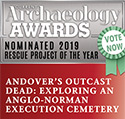 Archaeology
AWARDS
NOMINATED 2019
RESCUE PROJECT OF THE YEAR
VOTE
NOW
ANDOVER'S OUTCAST
DEAD: EXPLORING AN
ANGLO-NORMAN
EXECUTION CEMETERY